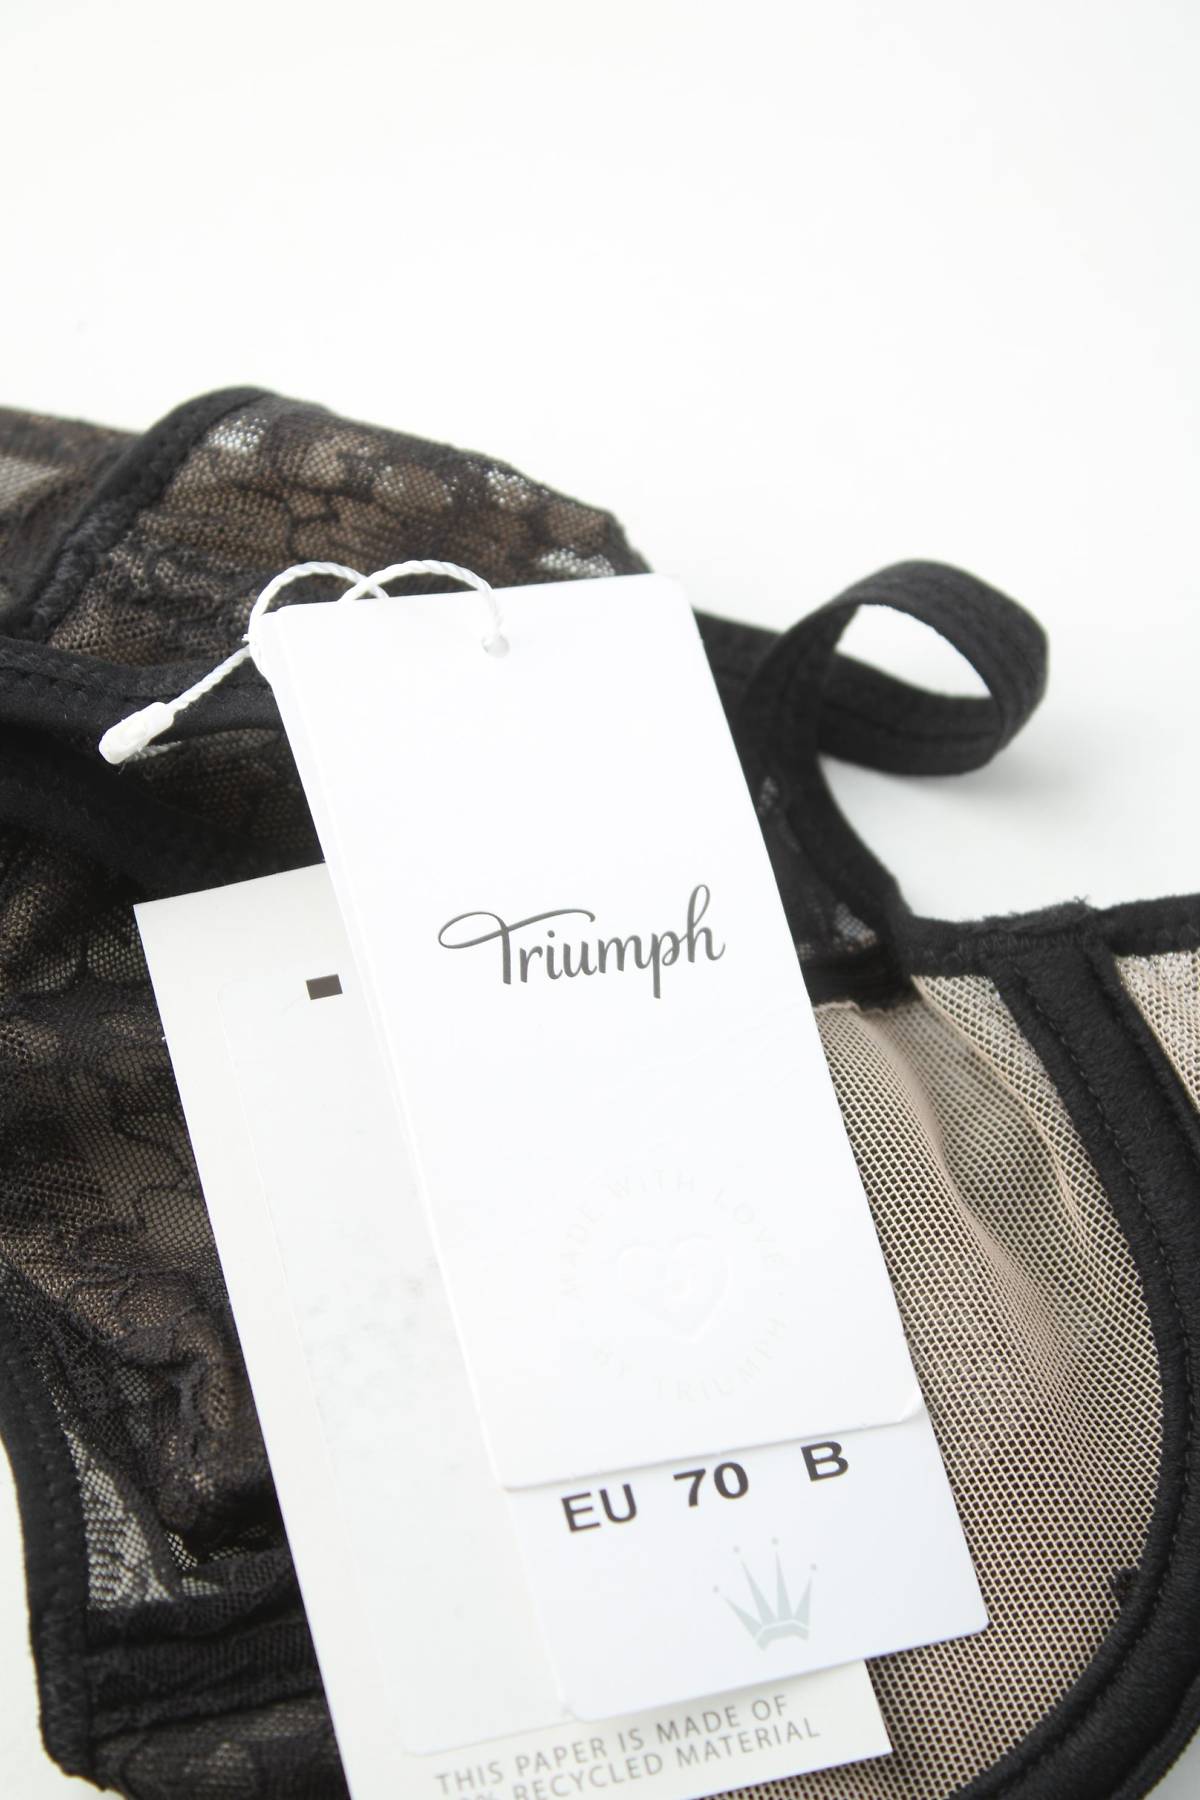 Triumph
MADE WITH LOVE
BY TRIUMPH
EU 70 B
THIS PAPER IS MADE OF
RECYCLED MATERIAL